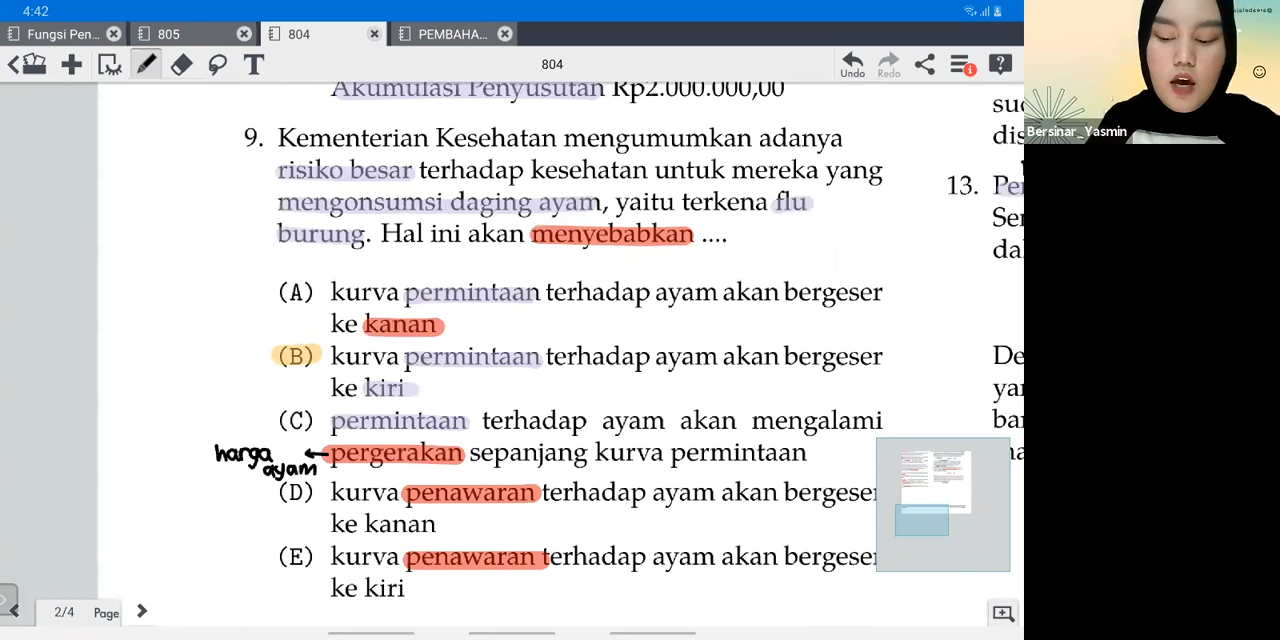 4:42
Fungsi Pen...
805
804
PEMBAHA...
T
804
Undo
Redo
Akumulasi Penyusutan Rp2.000.000,00
9. Kementerian Kesehatan mengumumkan adanya
risiko besar terhadap kesehatan untuk mereka yang
mengonsumsi daging ayam, yaitu terkena flu
burung. Hal ini akan menyebabkan ....
(A) kurva permintaan terhadap ayam akan bergeser
ke kanan
(B) kurva permintaan terhadap ayam akan bergeser
ke kiri
(C) permintaan terhadap ayam akan mengalami
pergerakan sepanjang kurva permintaan
harga
ayam
(D) kurva penawaran terhadap ayam akan bergeser
ke kanan
(E) kurva penawaran terhadap ayam akan bergeser
ke kiri
13.
De
2/4 Page
Bersinar_Yasmin